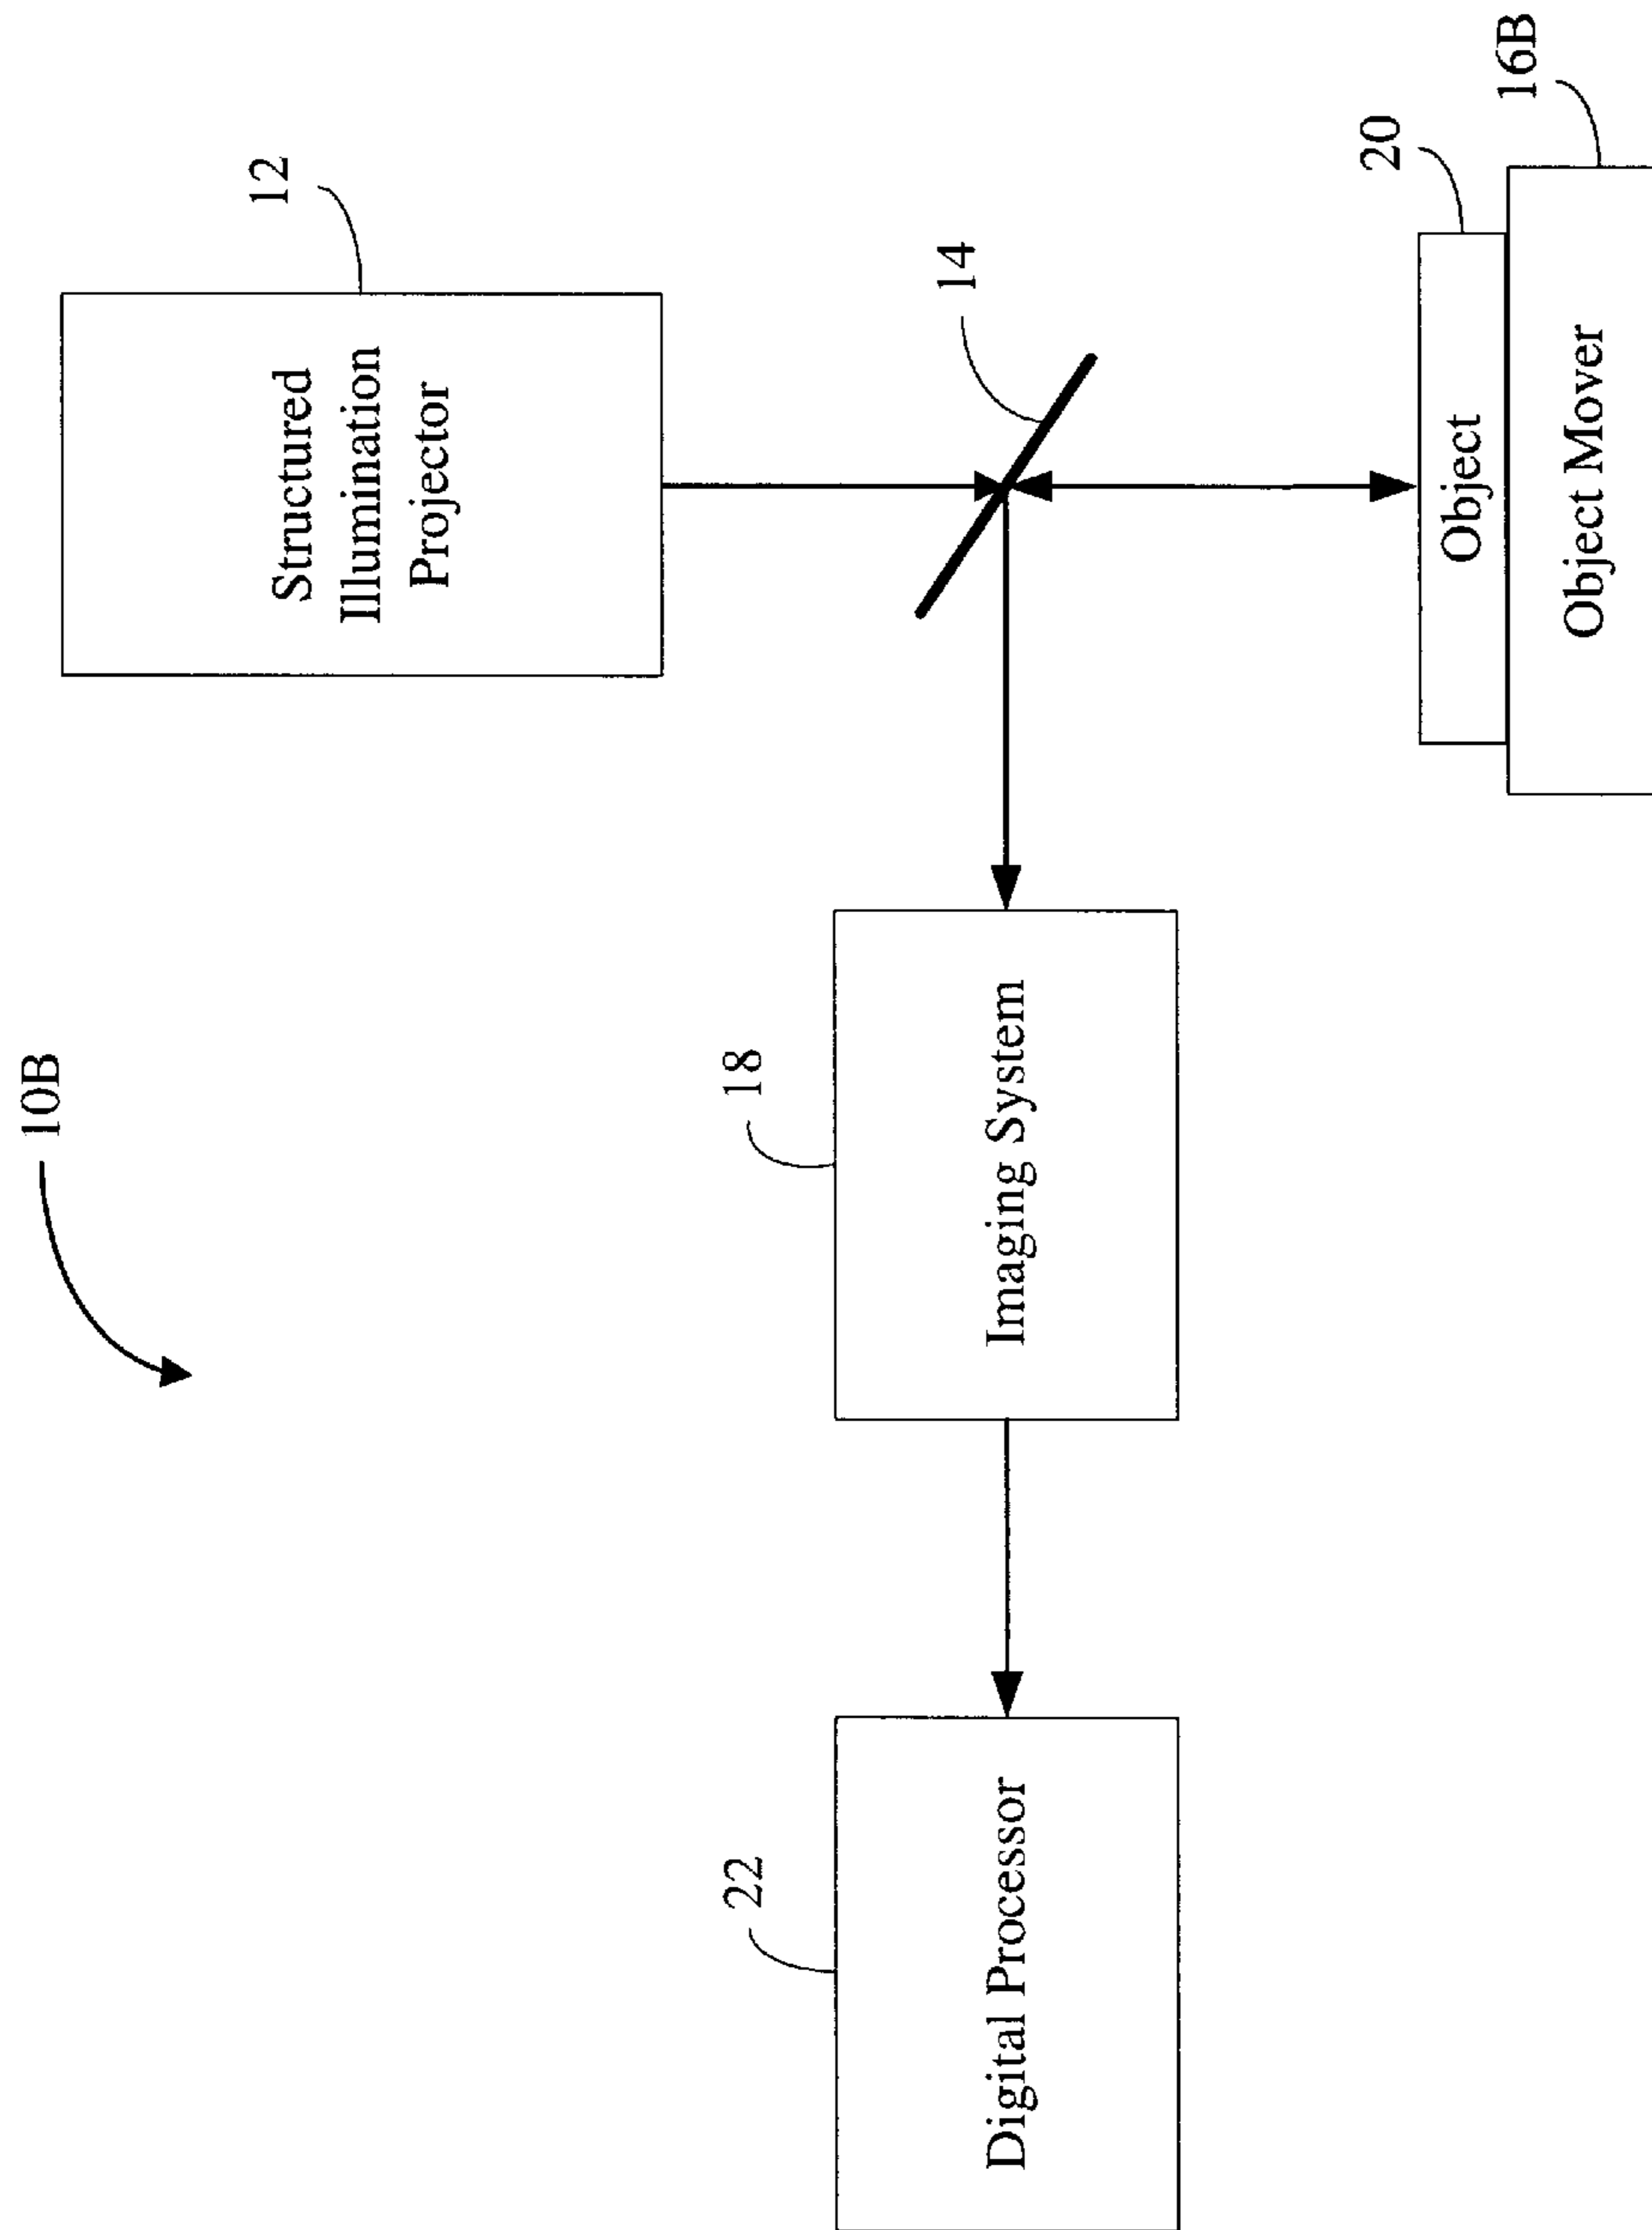 10B
12
Structured
Illumination
Projector
14
18
Imaging System
22
Digital Processor
20
Object
16B
Object Mover